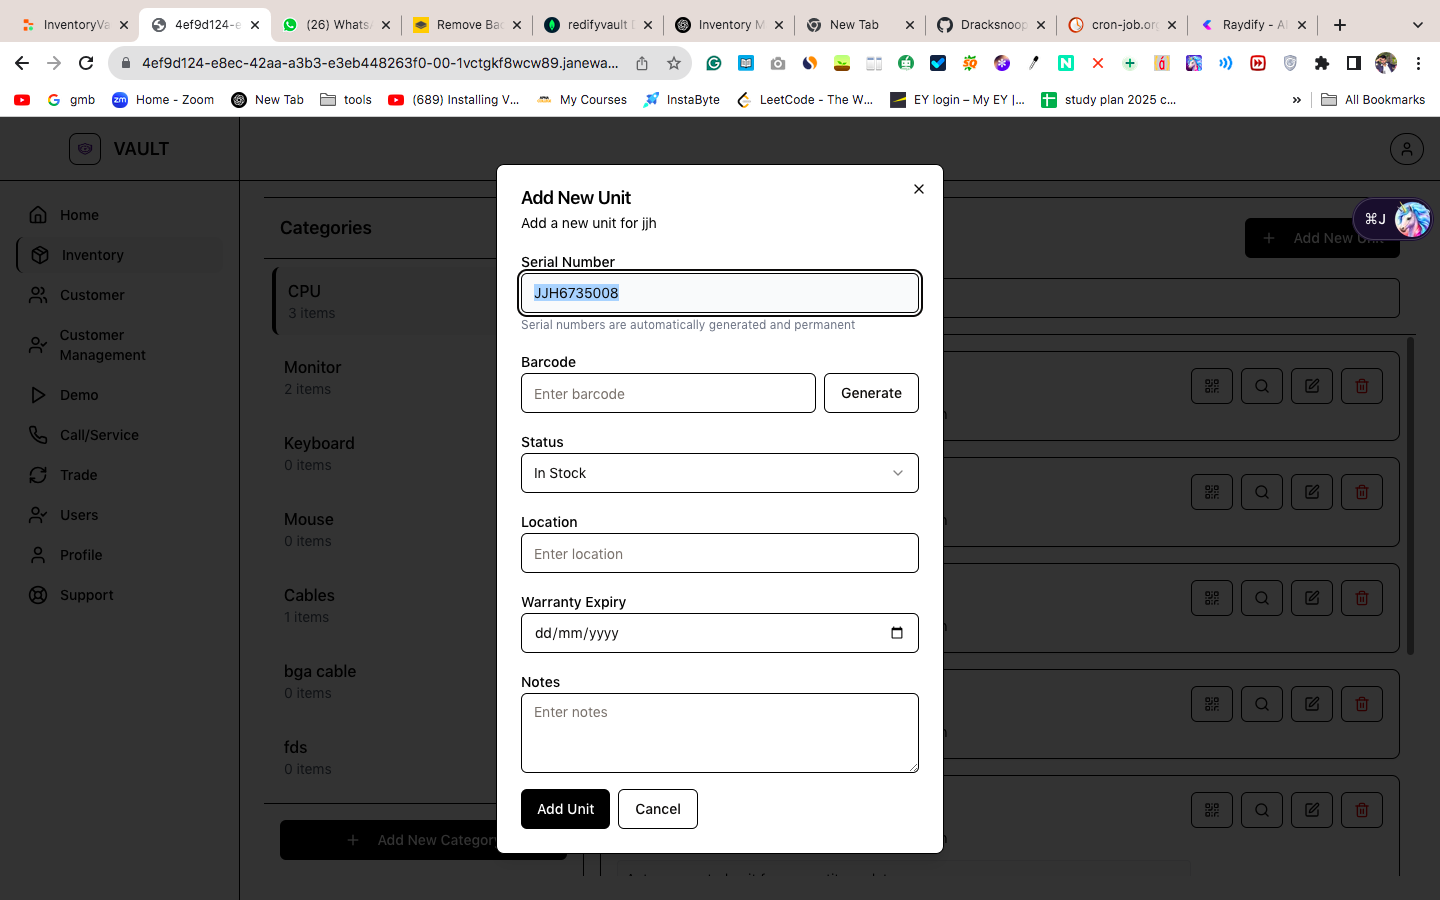 InventoryVa
4ef9d124-e
(26) Whats
Remove Bac
redifyvault
Inventory M
New Tab
Dracksnoop
cron-job.org
Raydify - A
4ef9d124-e8ec-42aa-a3b3-e3eb448263f0-00-1vctgkf8wcw89.janewa...
gmb
Home - Zoom
New Tab
tools
(689) Installing V...
My Courses
InstaByte
LeetCode - The W...
EY login – My EY |...
study plan 2025 c...
»
All Bookmarks
VAULT
Home
Inventory
Customer
Customer
Management
Demo
Call/Service
Trade
Users
Profile
Support
Categories
CPU
3 items
Monitor
2 items
Keyboard
0 items
Mouse
0 items
Cables
1 items
bga cable
0 items
fds
0 items
+ Add New Category
⌘J
+ Add New Unit
Add New Unit
Add a new unit for jjh
Serial Number
JJH6735008
Serial numbers are automatically generated and permanent
Barcode
Enter barcode
Generate
Status
In Stock
Location
Enter location
Warranty Expiry
dd/mm/yyyy
Notes
Enter notes
Add Unit
Cancel